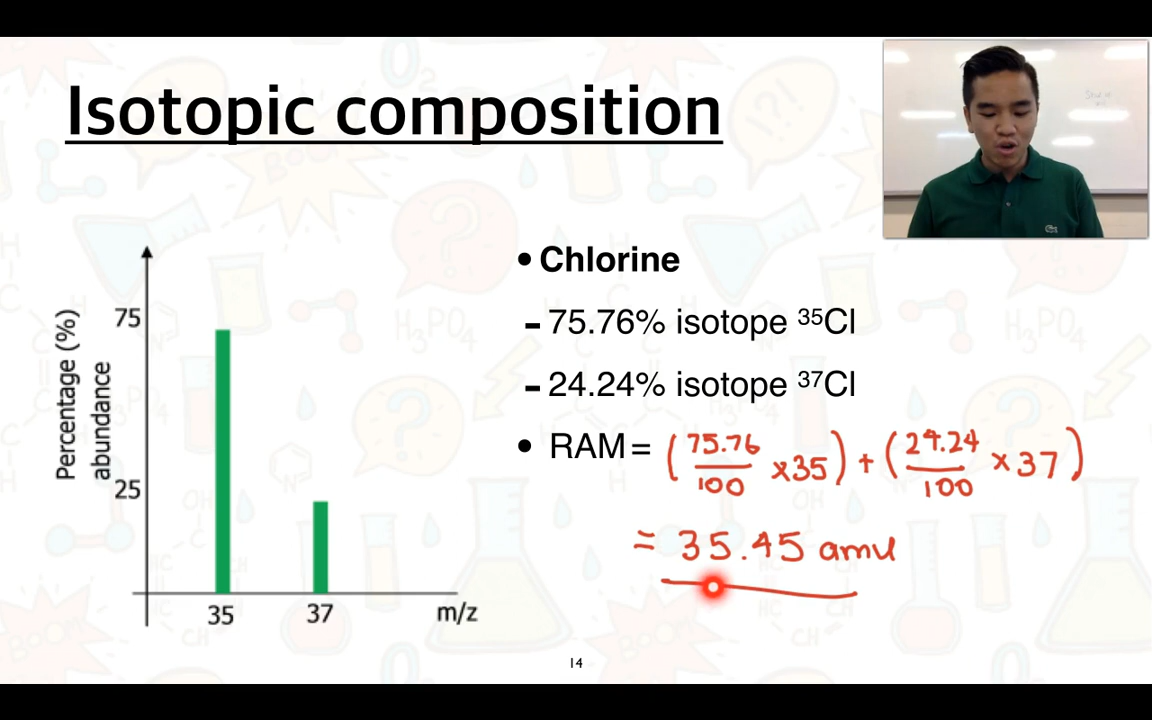 Isotopic composition
Percentage (%)
abundance
75
25
35
37
m/z
• Chlorine
- 75.76% isotope ³⁵Cl
- 24.24% isotope ³⁷Cl
• RAM = (75.76/100 × 35) + (24.24/100 × 37)
= 35.45 amu
14